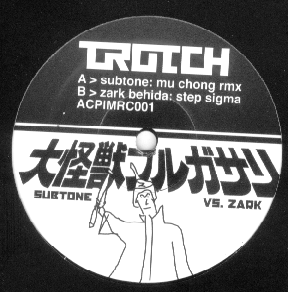 TROTCH
A > subtone: mu chong rmx
B > zark behida: step sigma
ACPIMRC001
大怪獣プルガサリ
SUBTONE
VS. ZARK